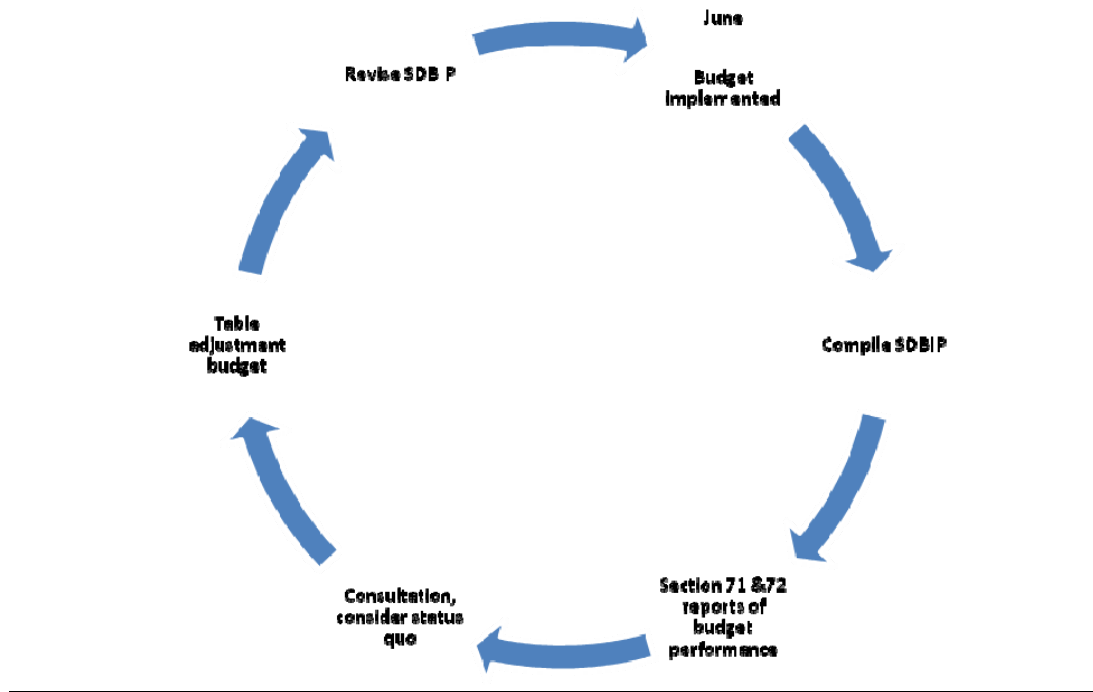 June
Budget
implemented
Compile SDBIP
Section 71 &72
reports of
budget
performance
Consultation,
consider status
quo
Table
adjustment
budget
Revise SDB P